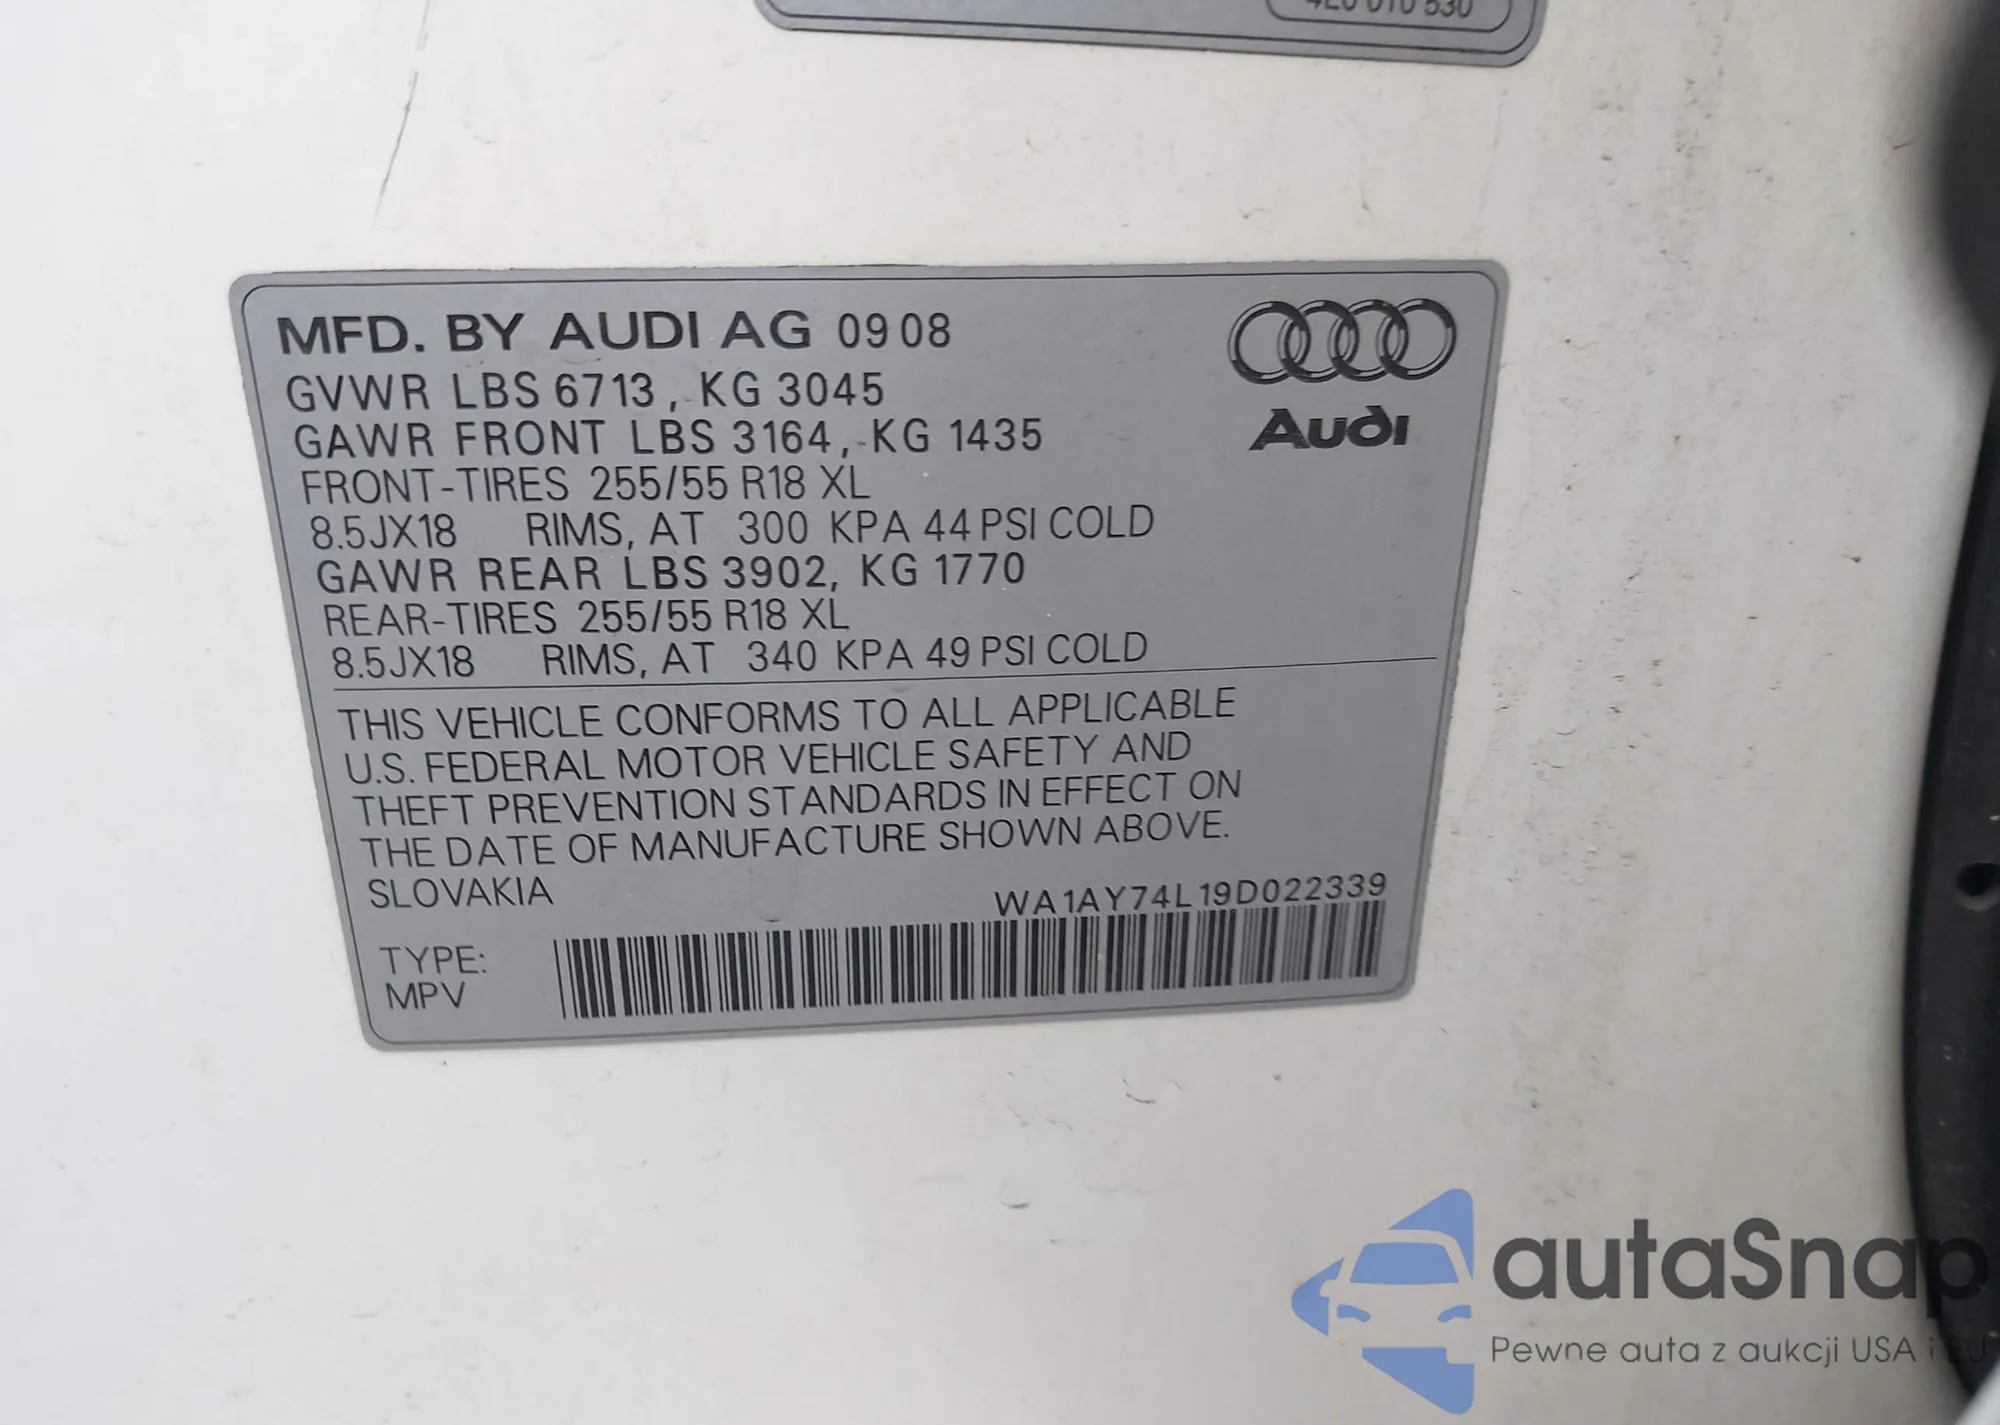 4L0 010 530
MFD. BY AUDI AG 09 08
GVWR LBS 6713, KG 3045
GAWR FRONT LBS 3164, KG 1435
FRONT-TIRES 255/55 R18 XL
8.5JX18 RIMS, AT 300 KPA 44 PSI COLD
GAWR REAR LBS 3902, KG 1770
REAR-TIRES 255/55 R18 XL
8.5JX18 RIMS, AT 340 KPA 49 PSI COLD
Audi
THIS VEHICLE CONFORMS TO ALL APPLICABLE
U.S. FEDERAL MOTOR VEHICLE SAFETY AND
THEFT PREVENTION STANDARDS IN EFFECT ON
THE DATE OF MANUFACTURE SHOWN ABOVE.
SLOVAKIA WA1AY74L19D022339
TYPE:
MPV
autaSnap
Pewne auta z aukcji USA i EU